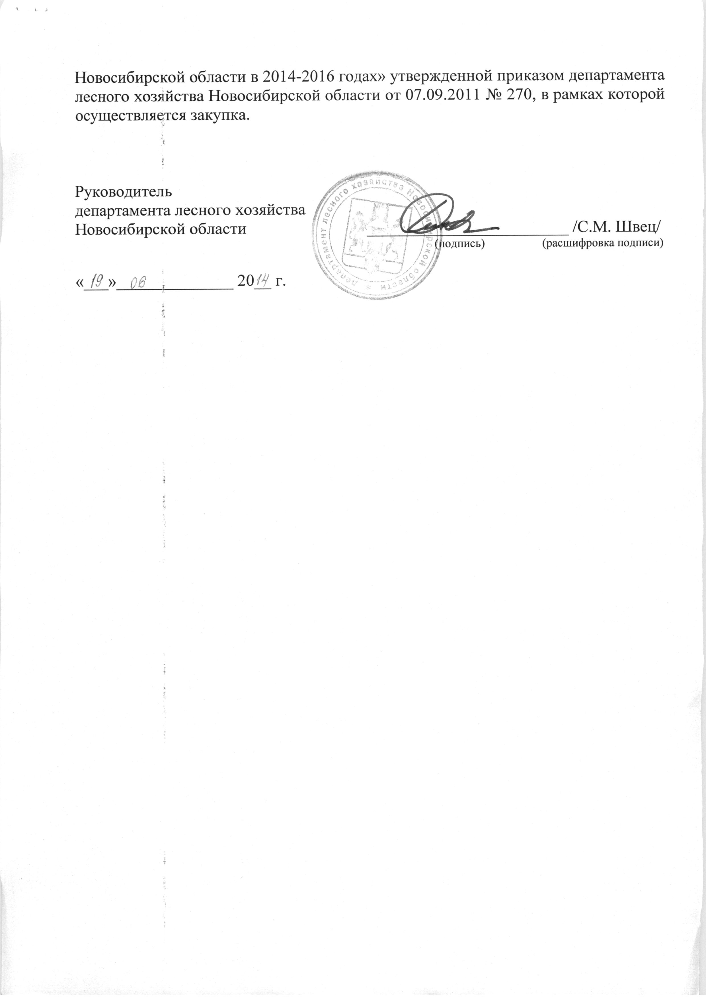 Новосибирской области в 2014-2016 годах» утвержденной приказом департамента
лесного хозяйства Новосибирской области от 07.09.2011 № 270, в рамках которой
осуществляется закупка.
Руководитель
департамента лесного хозяйства
Новосибирской области
/С.М. Швец/
(подпись) (расшифровка подписи)
«19» 06 2014 г.
департамент лесного хозяйства Новосибирской области *